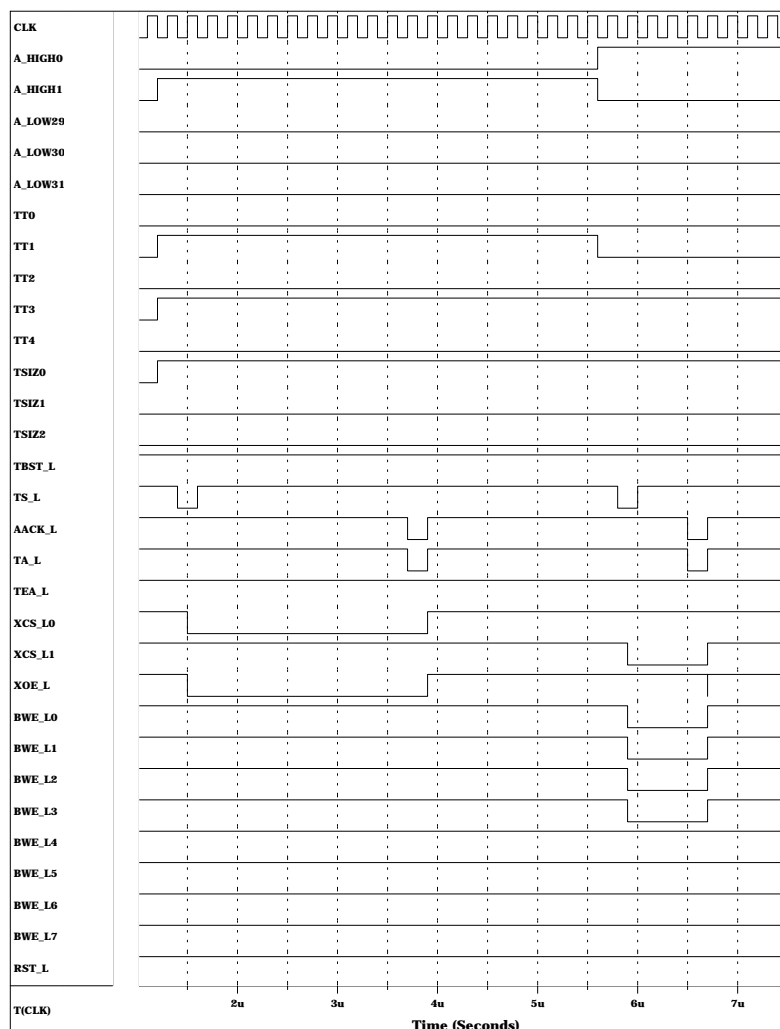 CLK
A_HIGH0
A_HIGH1
A_LOW29
A_LOW30
A_LOW31
TT0
TT1
TT2
TT3
TT4
TSIZ0
TSIZ1
TSIZ2
TBST_L
TS_L
AACK_L
TA_L
TEA_L
XCS_L0
XCS_L1
XOE_L
BWE_L0
BWE_L1
BWE_L2
BWE_L3
BWE_L4
BWE_L5
BWE_L6
BWE_L7
RST_L
T(CLK) 2u 3u 4u 5u 6u 7u
Time (Seconds)